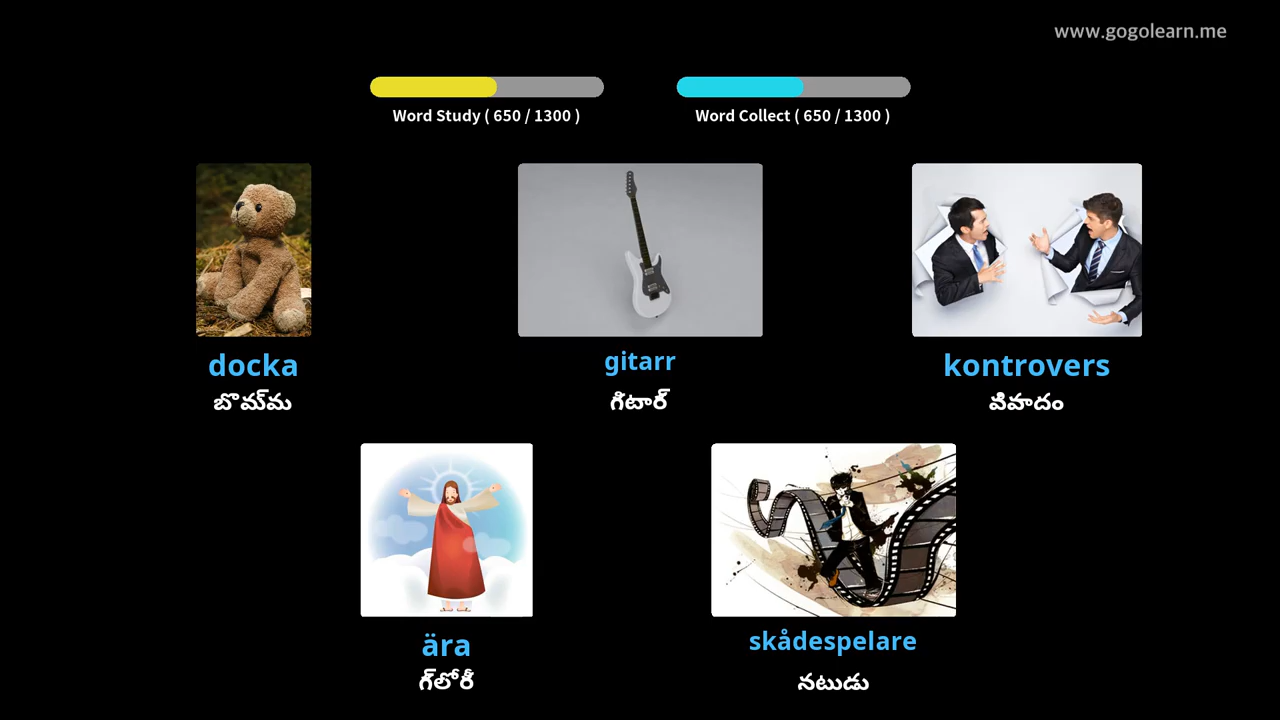 www.gogolearn.me
Word Study ( 650 / 1300 )
Word Collect ( 650 / 1300 )
docka
బొమ్మ
gitarr
గిటార్
kontrovers
వివాదం
ära
గ్లోరీ
skådespelare
నటుడు